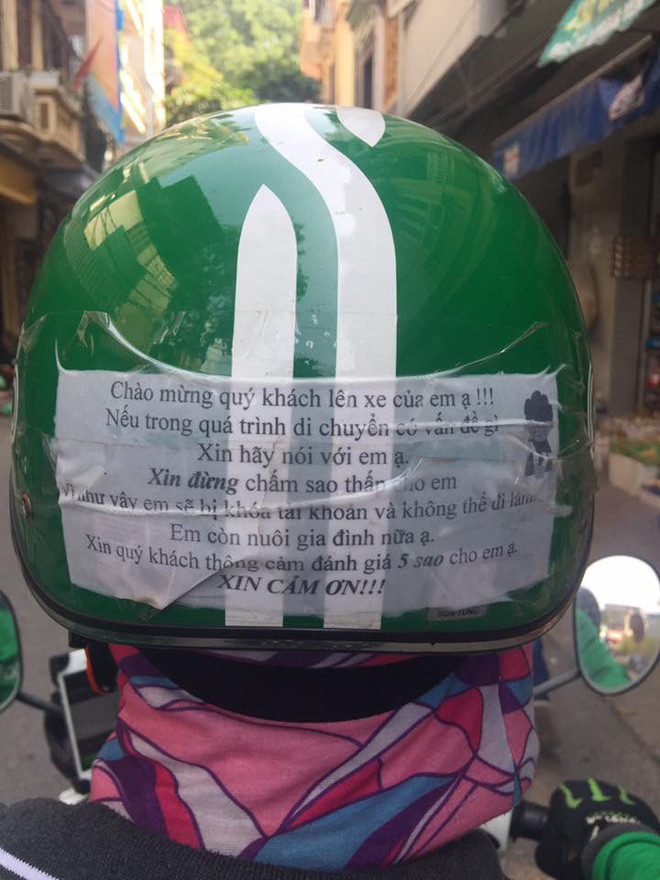 Chào mừng quý khách lên xe của em ạ !!!
Nếu trong quá trình di chuyển có vấn đề gì
Xin hãy nói với em ạ.
Xin đừng chấm sao thấp cho em
Vì như vậy em sẽ bị khóa tài khoản và không thể đi làm.
Em còn nuôi gia đình nữa ạ.
Xin quý khách thông cảm đánh giá 5 sao cho em ạ.
XIN CẢM ƠN!!!